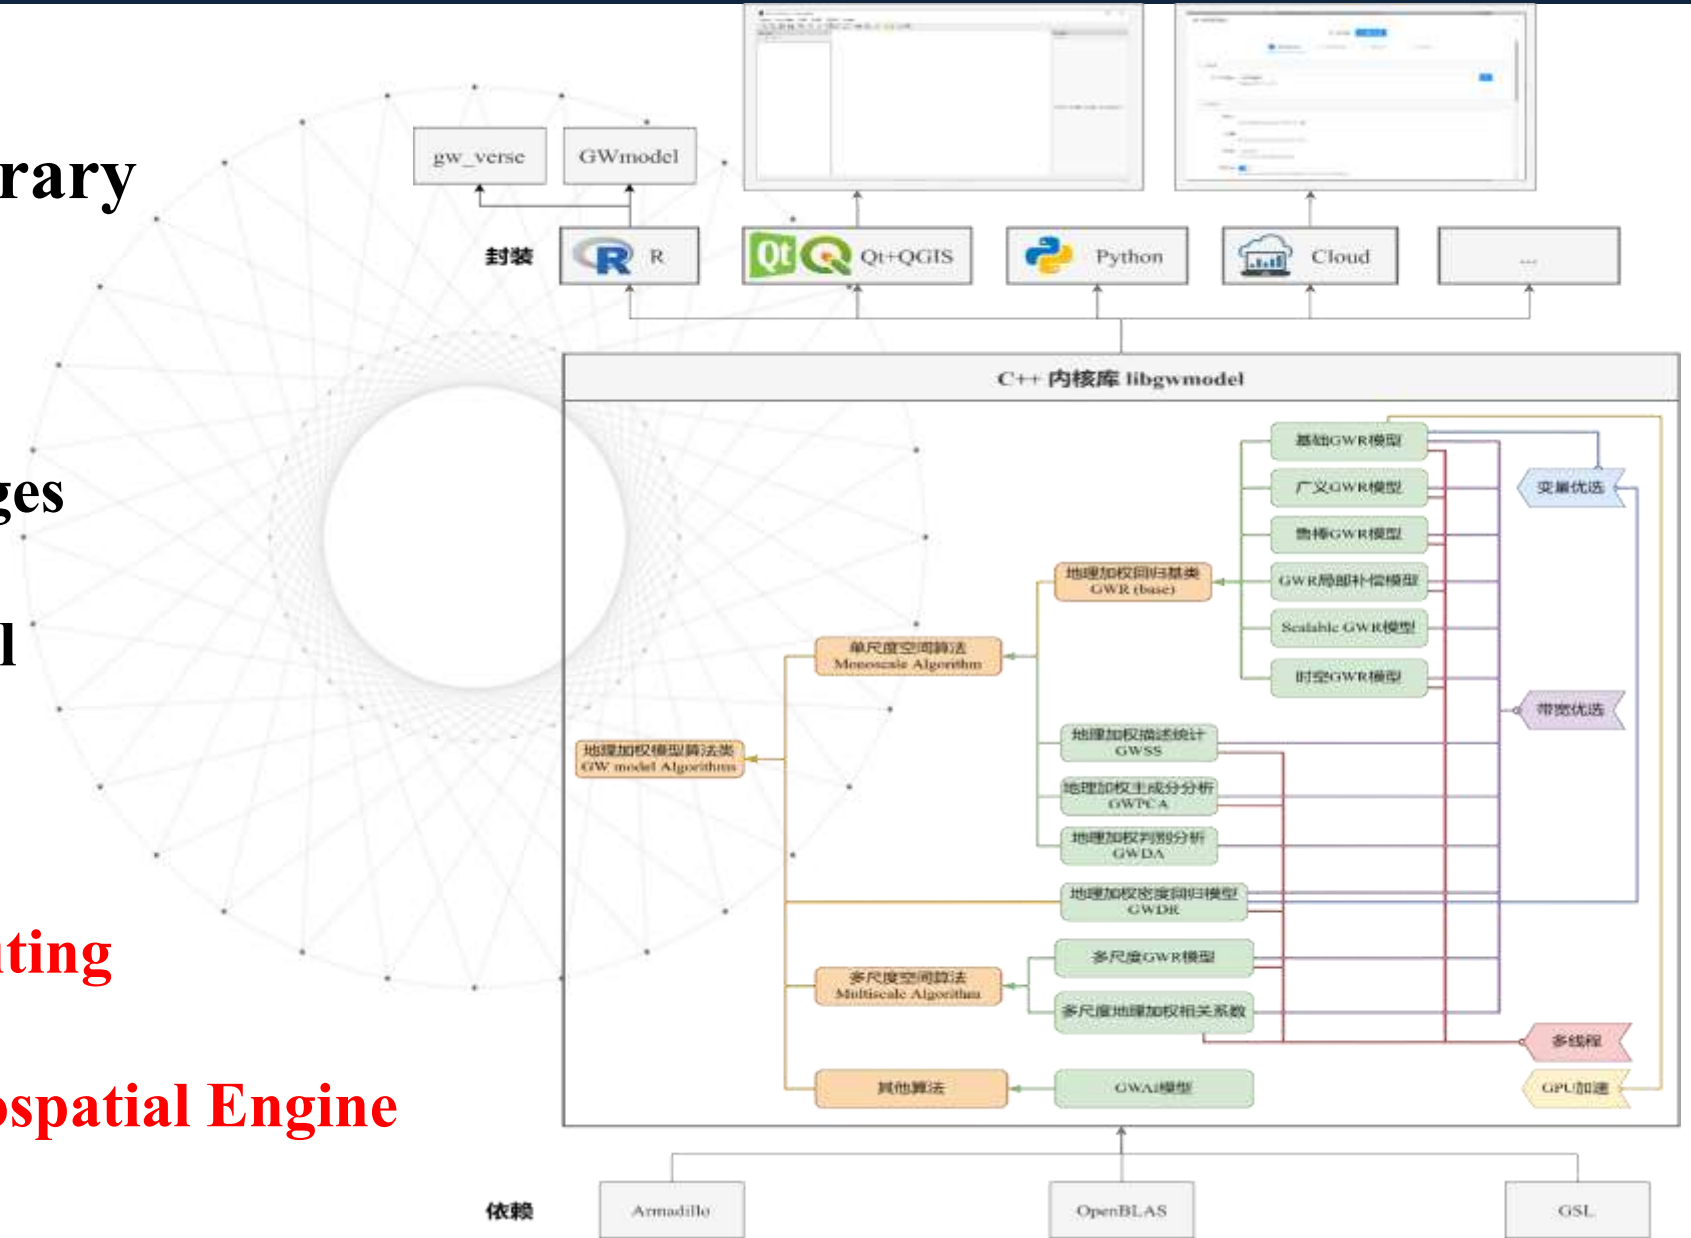 rary
ges
l
uting
ospatial Engine
gw_verse
GWmodel
封装
R
Qt+QGIS
Python
Cloud
...
C++ 内核库 libgwmodel
基础GWR模型
广义GWR模型
鲁棒GWR模型
GWR局部补偿模型
Scalable GWR模型
时空GWR模型
变量优选
地理加权回归基类
GWR (base)
单尺度空间算法
Monoscale Algorithm
带宽优选
地理加权描述统计
GWSS
地理加权模型算法类
GW model Algorithms
地理加权主成分分析
GWPCA
地理加权判别分析
GWDA
地理加权密度回归模型
GWDR
多尺度GWR模型
多尺度空间算法
Multiscale Algorithm
多尺度地理加权相关系数
多线程
其他算法
GWAI模型
GPU加速
依赖
Armadillo
OpenBLAS
GSL